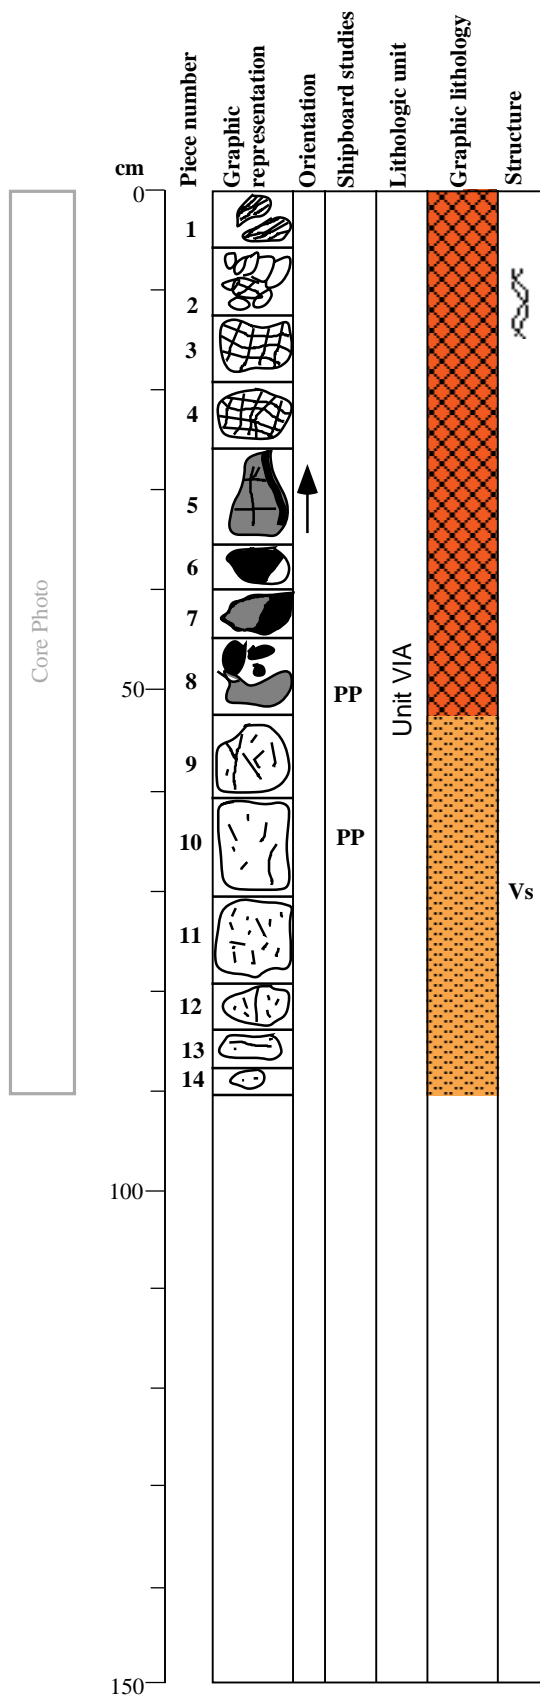 cm
Piece number
Graphic
representation
Orientation
Shipboard studies
Lithologic unit
Graphic lithology
Structure
0
1
2
3
4
5
6
7
8
50
PP
Unit VIA
Core Photo
9
10
PP
Vs
11
12
13
14
100
150